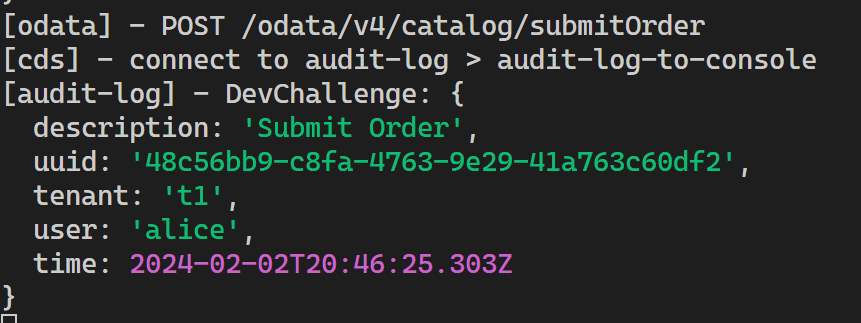 }
[odata] - POST /odata/v4/catalog/submitOrder
[cds] - connect to audit-log > audit-log-to-console
[audit-log] - DevChallenge: {
  description: 'Submit Order',
  uuid: '48c56bb9-c8fa-4763-9e29-41a763c60df2',
  tenant: 't1',
  user: 'alice',
  time: 2024-02-02T20:46:25.303Z
}